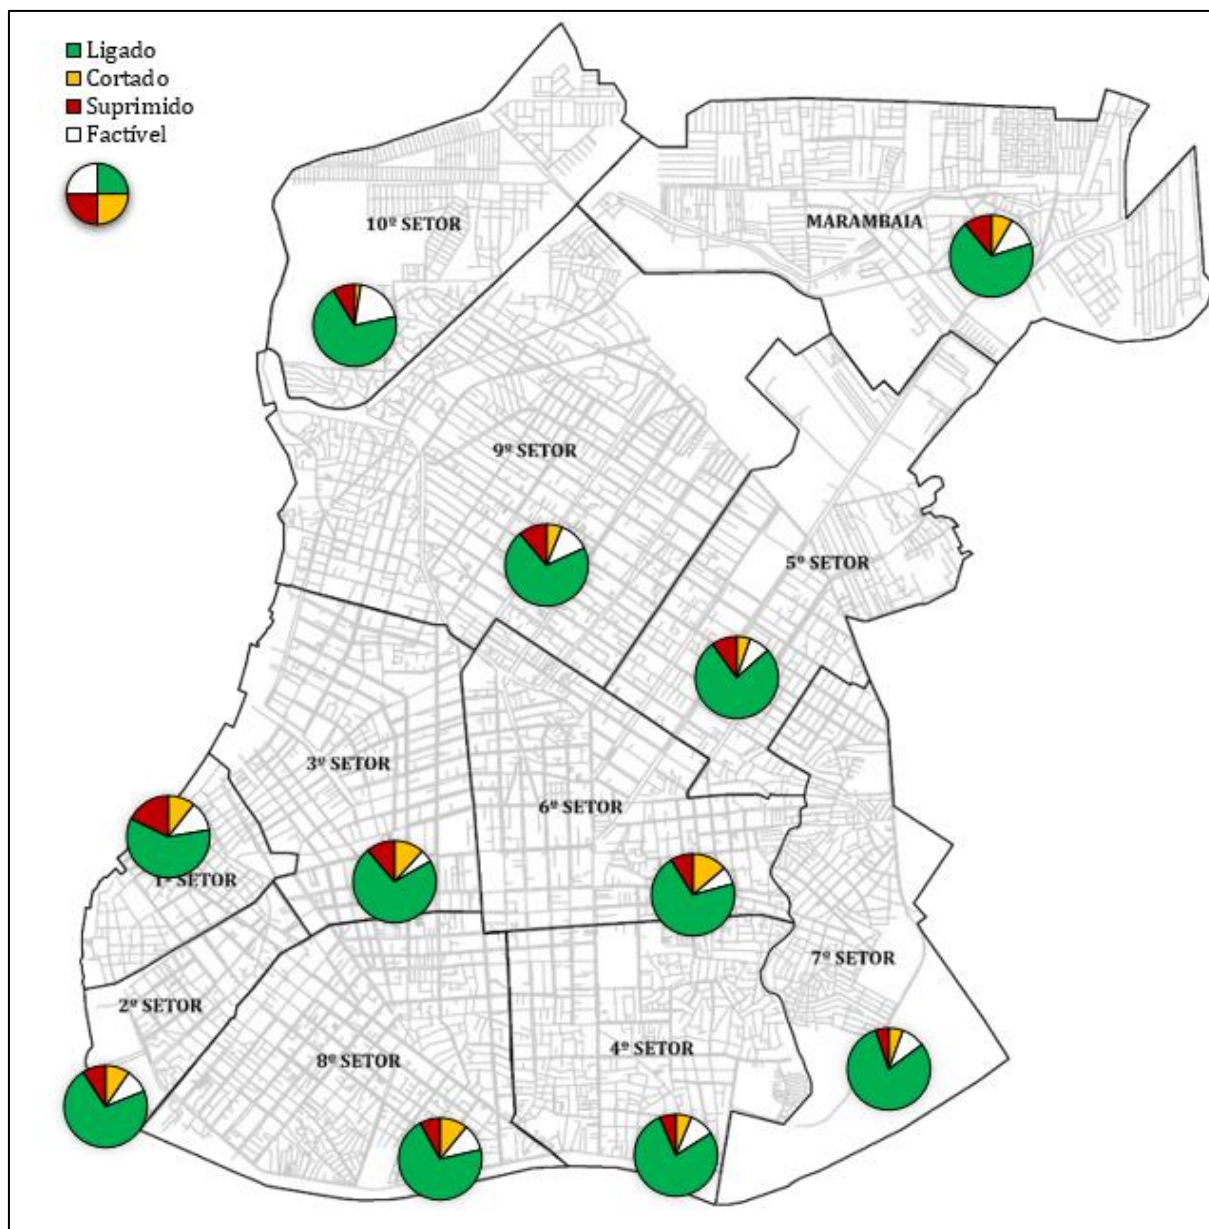 Ligado
Cortado
Suprimido
Factível
10º SETOR
MARAMBAIA
9º SETOR
5º SETOR
3º SETOR
6º SETOR
1º SETOR
7º SETOR
2º SETOR
8º SETOR
4º SETOR